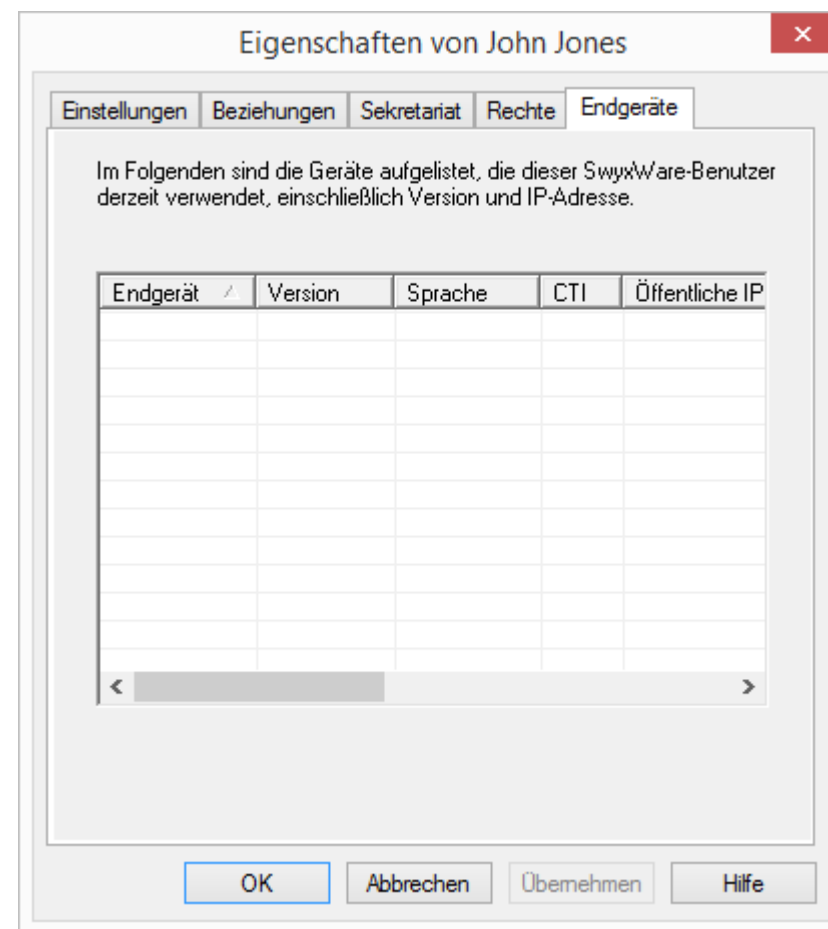 Eigenschaften von John Jones
Einstellungen Beziehungen Sekretariat Rechte Endgeräte
Im Folgenden sind die Geräte aufgelistet, die dieser SwyxWare-Benutzer
derzeit verwendet, einschließlich Version und IP-Adresse.
Endgerät Version Sprache CTI Öffentliche IP
OK Abbrechen Übernehmen Hilfe